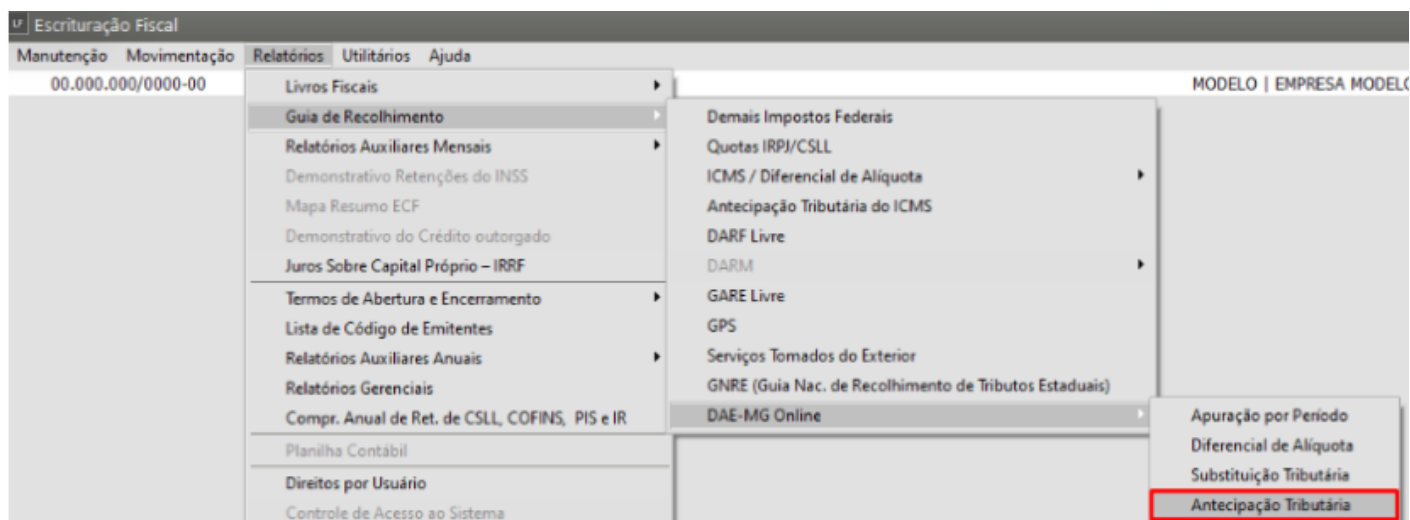 LF Escrituração Fiscal
Manutenção Movimentação Relatórios Utilitários Ajuda
00.000.000/0000-00
MODELO | EMPRESA MODELO
Livros Fiscais
Guia de Recolhimento
Relatórios Auxiliares Mensais
Demonstrativo Retenções do INSS
Mapa Resumo ECF
Demonstrativo do Crédito outorgado
Juros Sobre Capital Próprio – IRRF
Termos de Abertura e Encerramento
Lista de Código de Emitentes
Relatórios Auxiliares Anuais
Relatórios Gerenciais
Compr. Anual de Ret. de CSLL, COFINS, PIS e IR
Planilha Contábil
Direitos por Usuário
Controle de Acesso ao Sistema
Demais Impostos Federais
Quotas IRPJ/CSLL
ICMS / Diferencial de Alíquota
Antecipação Tributária do ICMS
DARF Livre
DARM
GARE Livre
GPS
Serviços Tomados do Exterior
GNRE (Guia Nac. de Recolhimento de Tributos Estaduais)
DAE-MG Online
Apuração por Período
Diferencial de Alíquota
Substituição Tributária
Antecipação Tributária